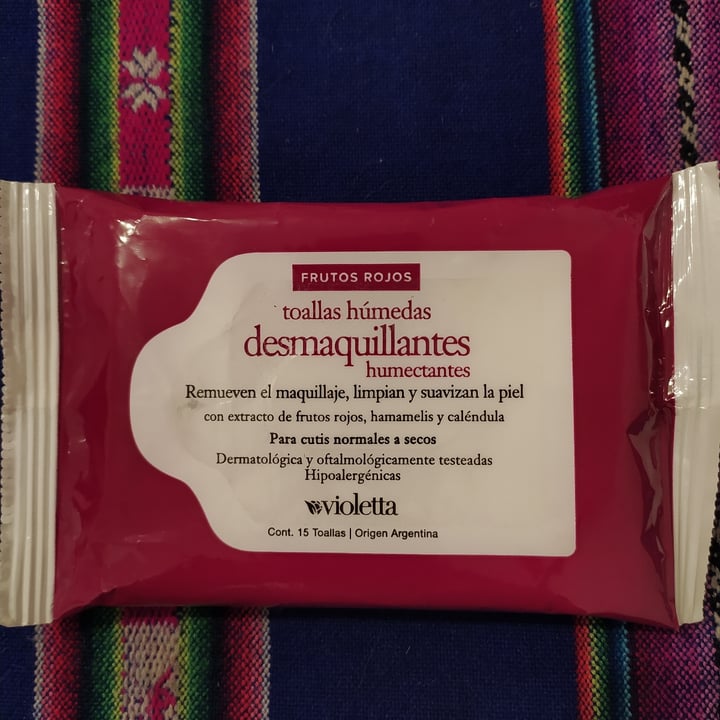 FRUTOS ROJOS
toallas húmedas
desmaquillantes
humectantes
Remueven el maquillaje, limpian y suavizan la piel
con extracto de frutos rojos, hamamelis y caléndula
Para cutis normales a secos
Dermatológica y oftalmológicamente testeadas
Hipoalergénicas
violetta
Cont. 15 Toallas | Origen Argentina